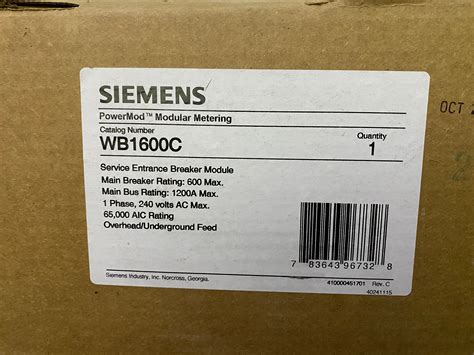 SIEMENS
PowerMod™ Modular Metering
Catalog Number
WB1600C
Quantity
1
Service Entrance Breaker Module
Main Breaker Rating: 600 Max.
Main Bus Rating: 1200A Max.
1 Phase, 240 volts AC Max.
65,000 AIC Rating
Overhead/Underground Feed
7 83643 96732 8
Siemens Industry, Inc. Norcross, Georgia.
410000451701 Rev. C
40241115
OCT